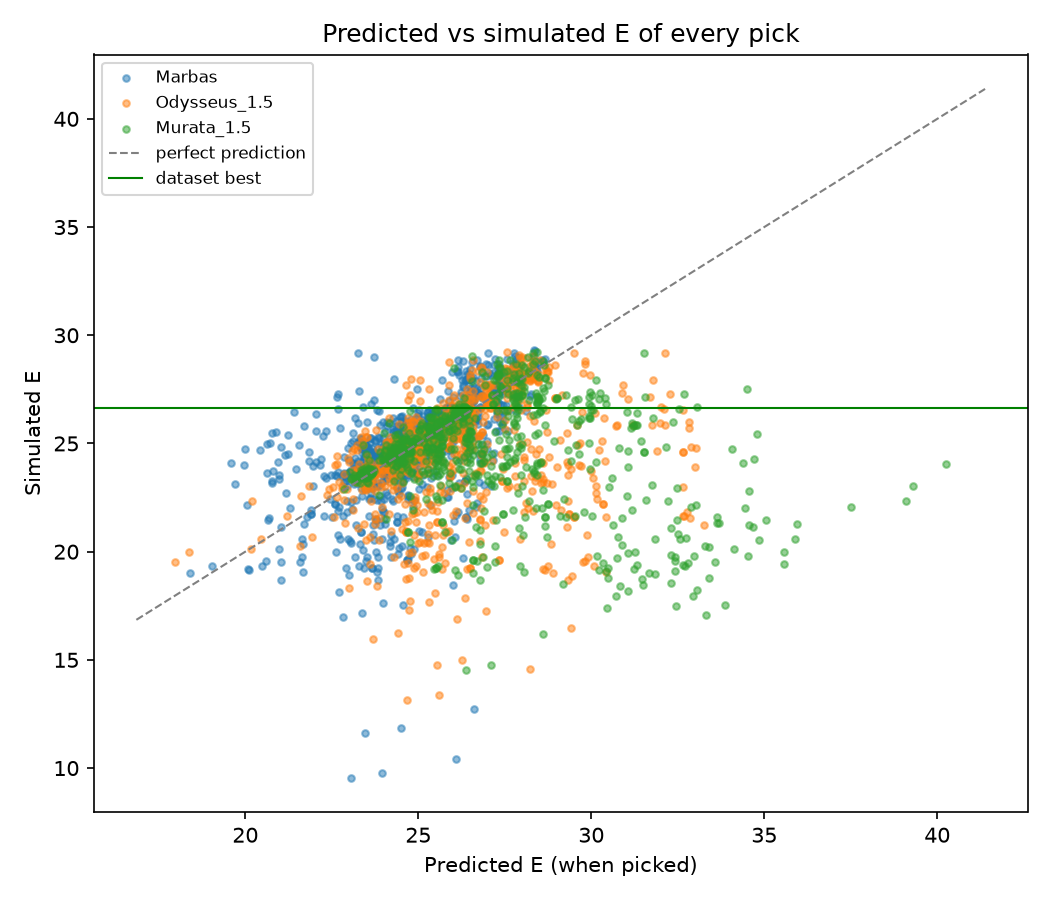 Predicted vs simulated E of every pick
Marbas
Odysseus_1.5
Murata_1.5
perfect prediction
dataset best
40
35
30
25
20
15
10
Simulated E
20 25 30 35 40
Predicted E (when picked)